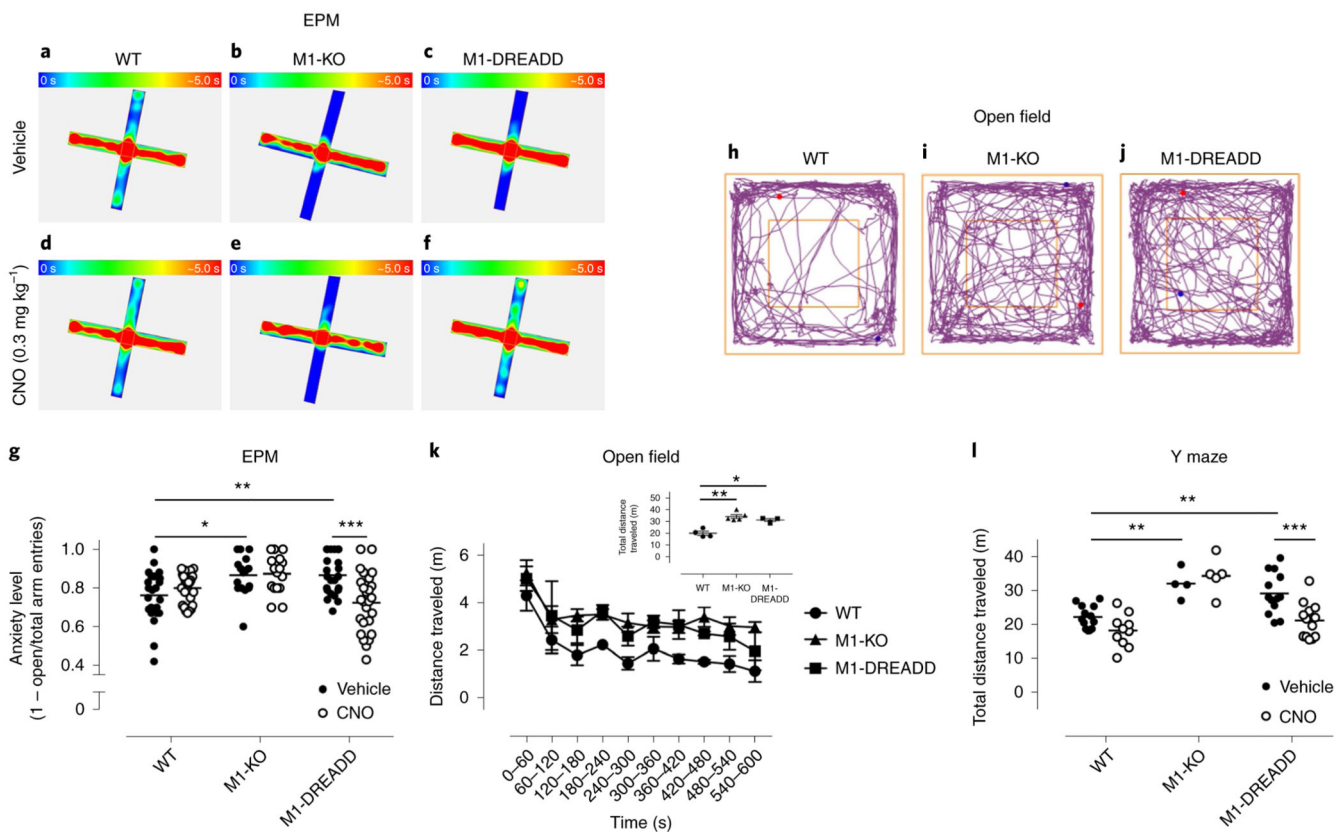 EPM
a b c
WT M1-KO M1-DREADD
0 s ~5.0 s 0 s ~5.0 s 0 s ~5.0 s
Vehicle
d e f
0 s ~5.0 s 0 s ~5.0 s 0 s ~5.0 s
CNO (0.3 mg kg⁻¹)
Open field
h i j
WT M1-KO M1-DREADD
g
EPM
**
* ***
Anxiety level
(1 – open/total arm entries)
1.0
0.8
0.6
0.4
0
Vehicle
CNO
WT M1-KO M1-DREADD
k
Open field
Distance traveled (m)
6
4
2
0
0–60 60–120 120–180 180–240 240–300 300–360 360–420 420–480 480–540 540–600
Time (s)
*
**
Total distance
traveled (m)
50
40
30
20
10
0
WT M1-KO M1-
DREADD
WT
M1-KO
M1-DREADD
l
Y maze
**
** ***
Total distance traveled (m)
40
30
20
10
0
Vehicle
CNO
WT M1-KO M1-DREADD